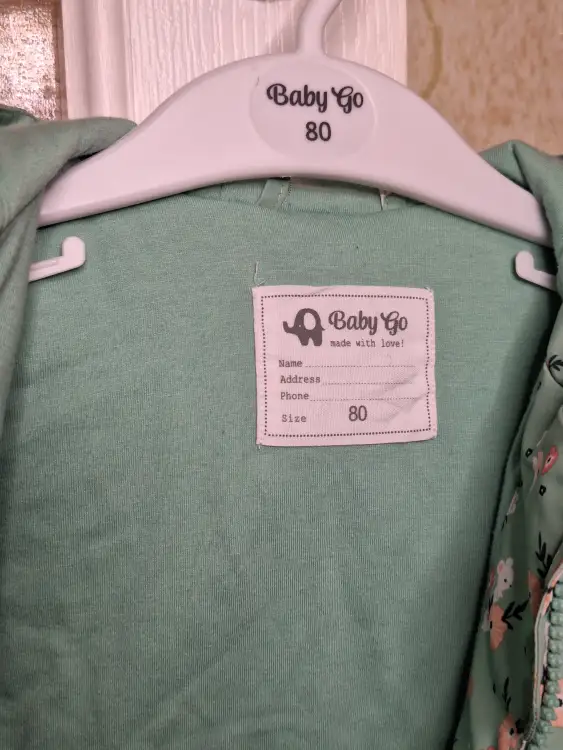 Baby Go
80
Baby Go
made with love!
Name
Address
Phone
Size 80